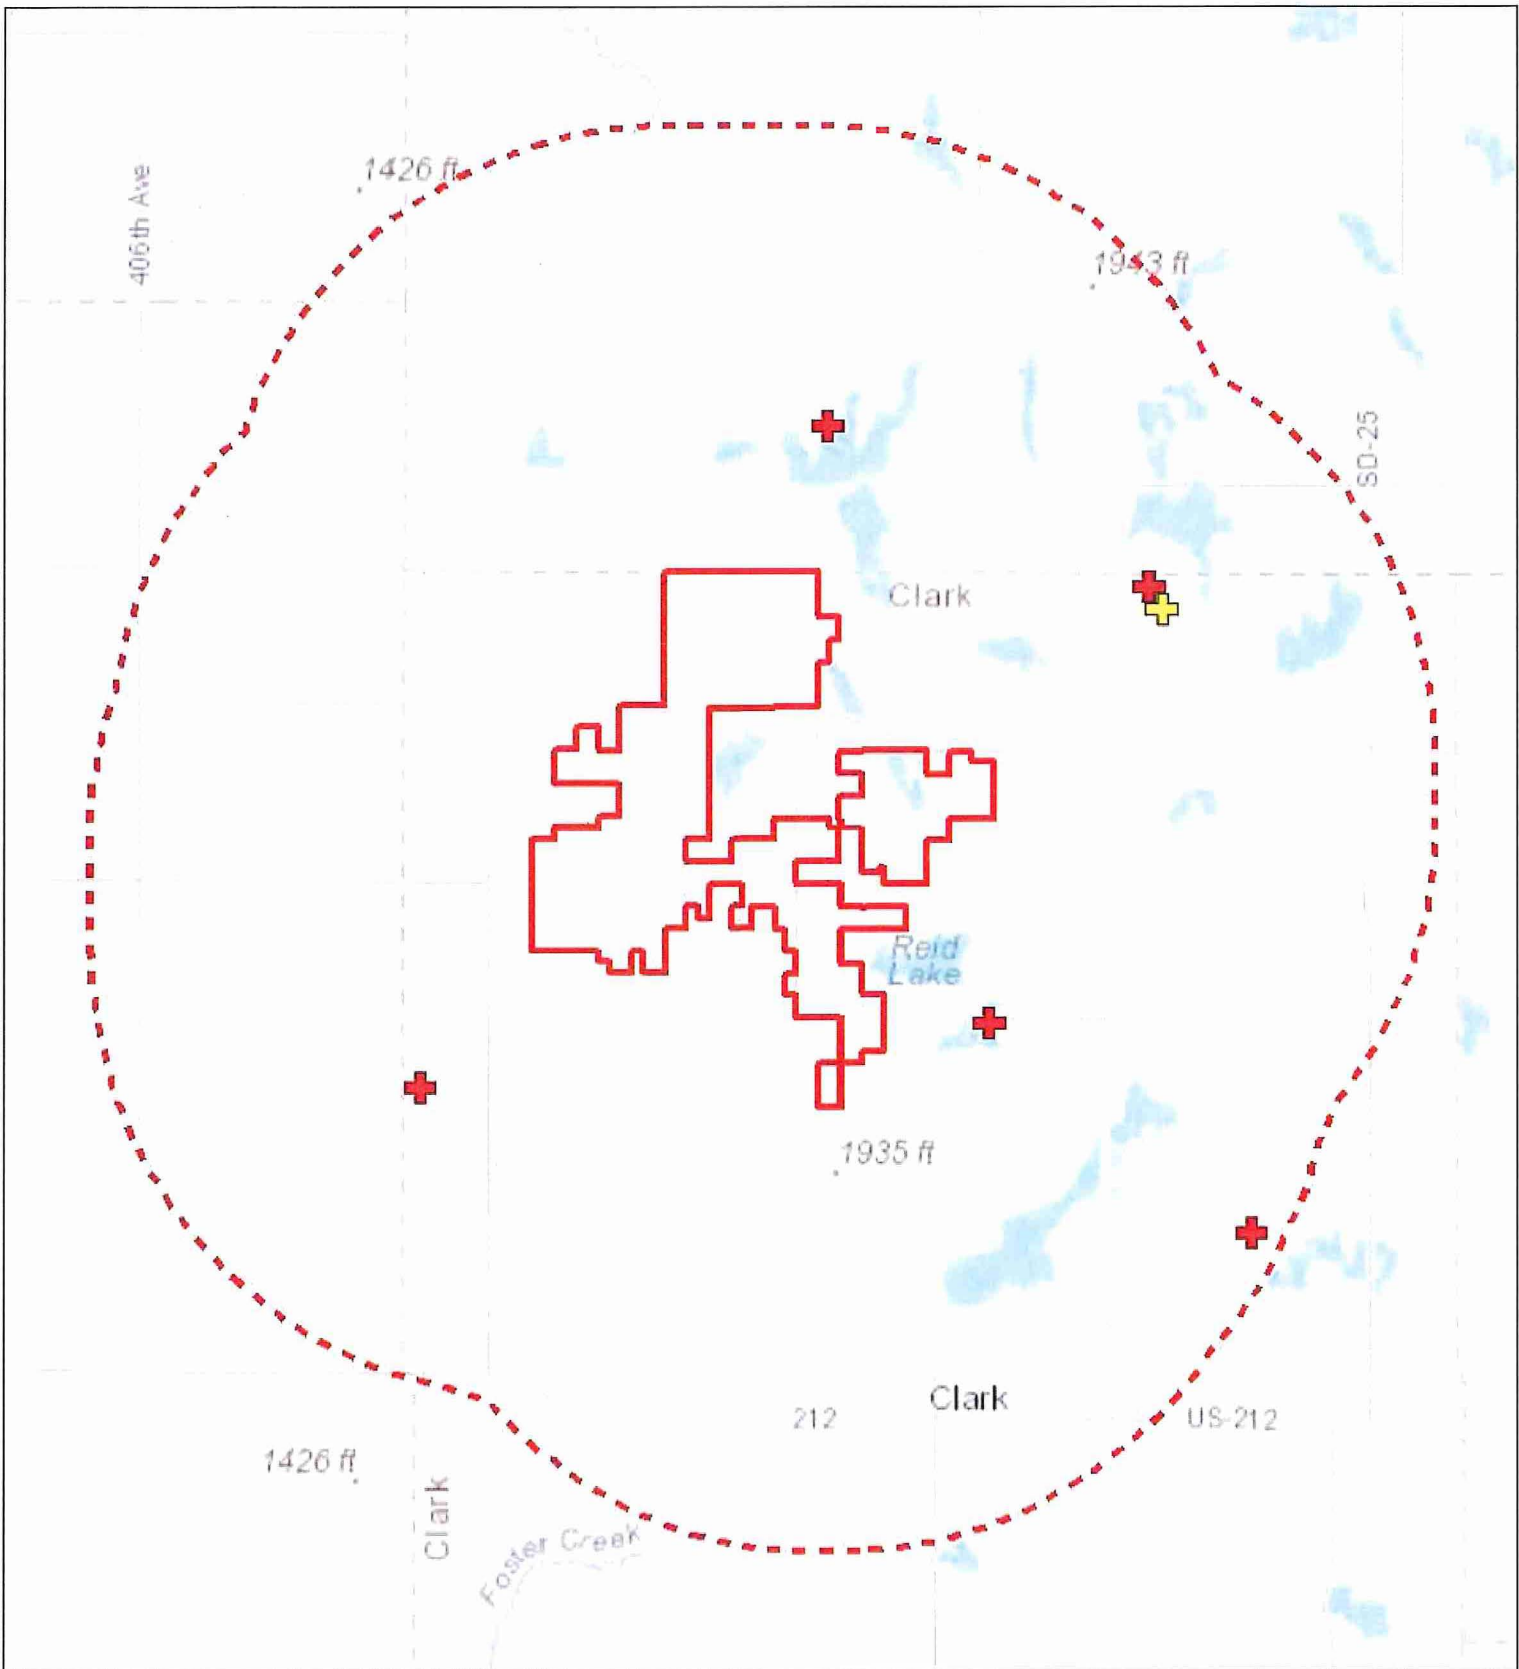 1426 ft
406th Ave
1943 ft
SD-25
Clark
Reid
Lake
1935 ft
Clark
212
US-212
1426 ft
Clark
Foster Creek